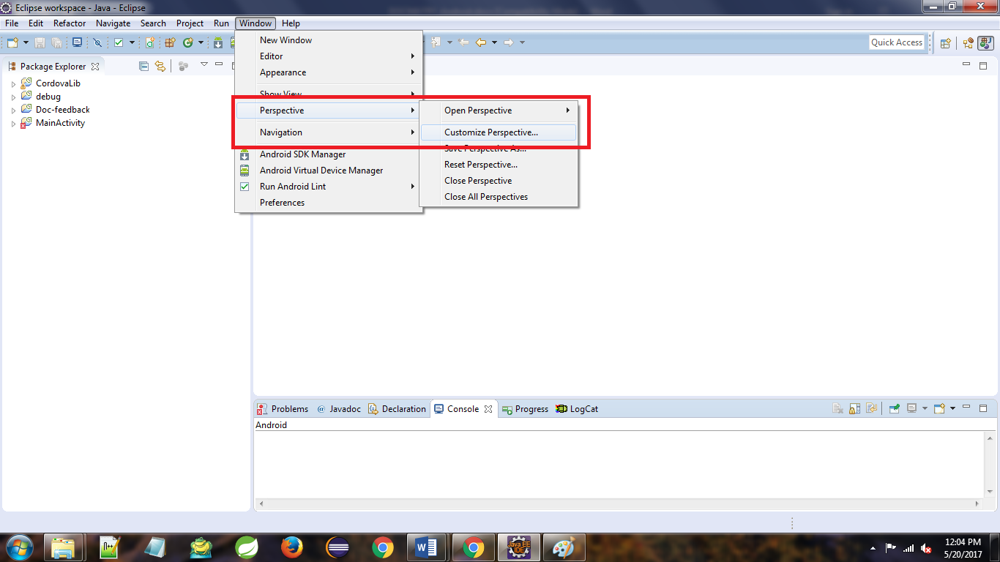 Eclipse workspace - Java - Eclipse
File Edit Refactor Navigate Search Project Run Window Help
New Window
Quick Access
Editor
Package Explorer
Appearance
CordovaLib
Show View
debug
Doc-feedback
Perspective
Open Perspective
MainActivity
Navigation
Customize Perspective...
Save Perspective As...
Android SDK Manager
Reset Perspective...
Android Virtual Device Manager
Close Perspective
Run Android Lint
Close All Perspectives
Preferences
Problems @ Javadoc Declaration Console Progress LogCat
Android
N++
W
Java EE
IDE
12:04 PM
5/20/2017